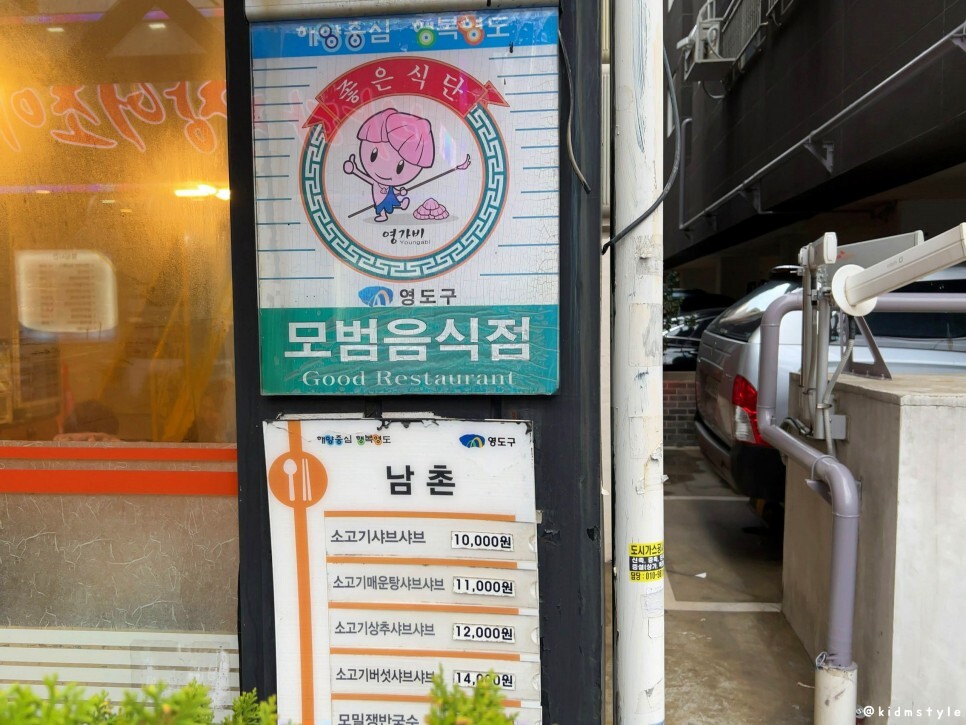 해양중심 행복영도
좋은식단
영가비
Youngabi
영도구
모범음식점
Good Restaurant
해양중심 행복영도
영도구
남촌
소고기샤브샤브 10,000원
소고기매운탕샤브샤브 11,000원
소고기상추샤브샤브 12,000원
소고기버섯샤브샤브
모밀쟁반국수
도시가스
@kidmstyle